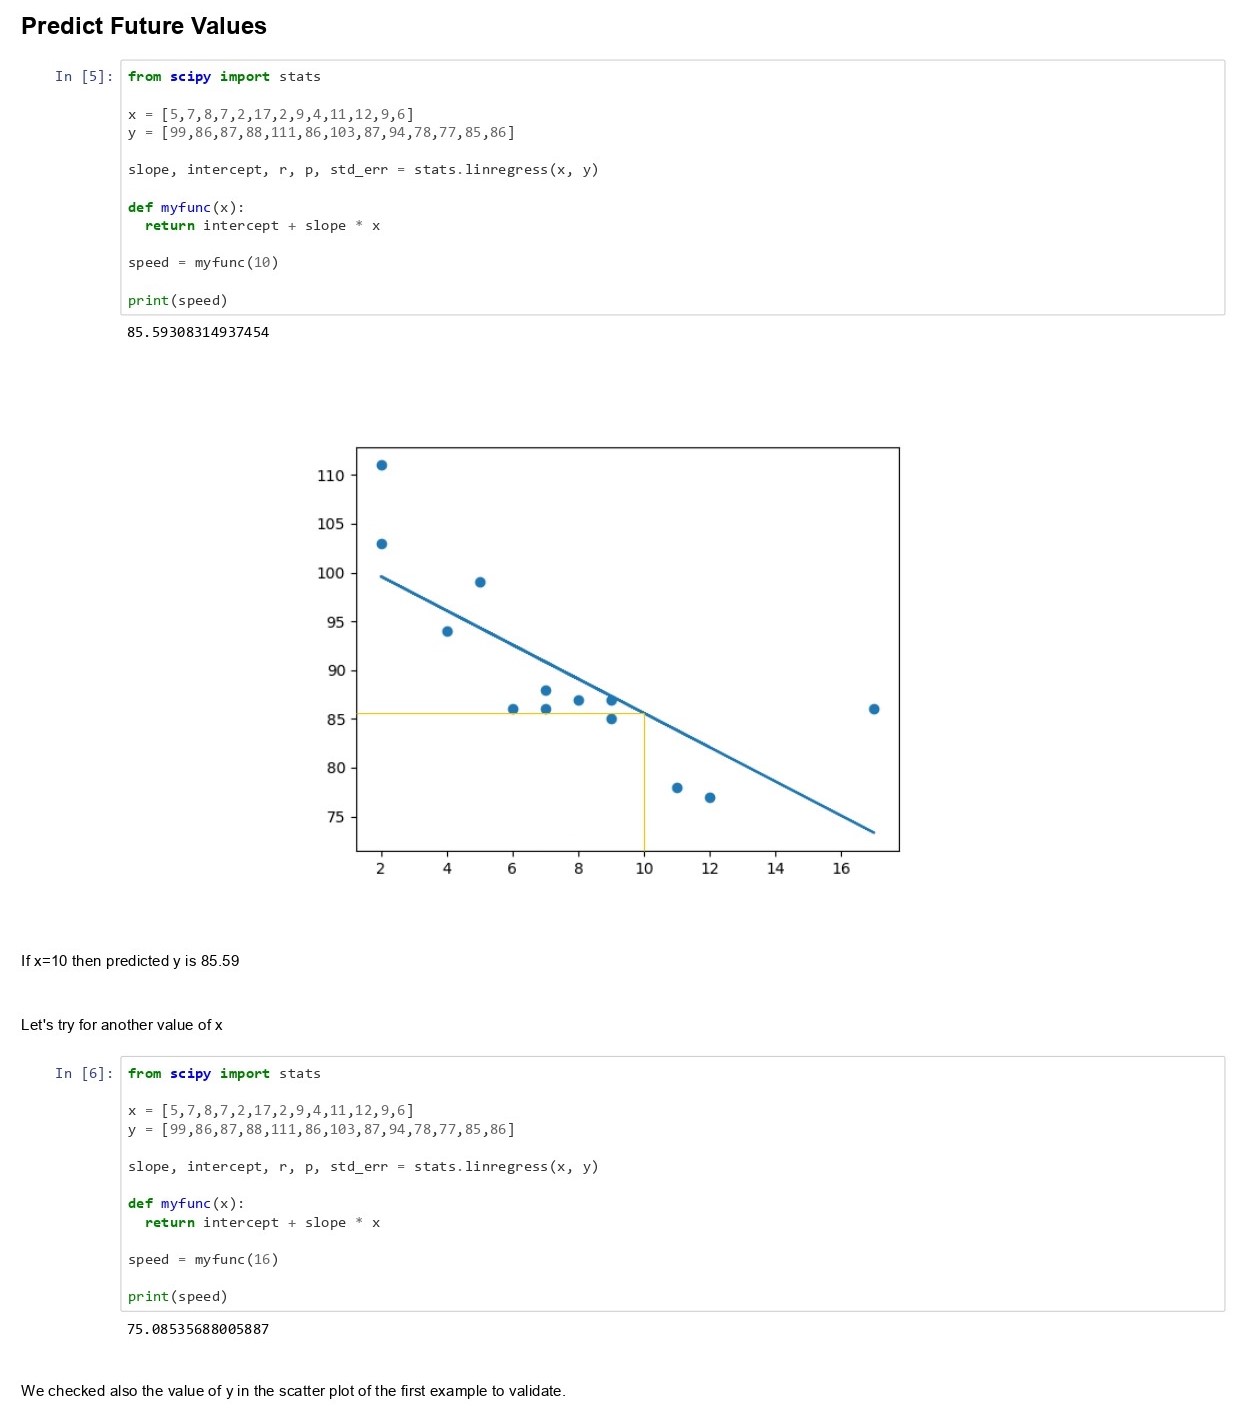 Predict Future Values
In [5]: from scipy import stats
x = [5,7,8,7,2,17,2,9,4,11,12,9,6]
y = [99,86,87,88,111,86,103,87,94,78,77,85,86]
slope, intercept, r, p, std_err = stats.linregress(x, y)
def myfunc(x):
  return intercept + slope * x
speed = myfunc(10)
print(speed)
85.59308314937454
110
105
100
95
90
85
80
75
2 4 6 8 10 12 14 16
If x=10 then predicted y is 85.59
Let's try for another value of x
In [6]: from scipy import stats
x = [5,7,8,7,2,17,2,9,4,11,12,9,6]
y = [99,86,87,88,111,86,103,87,94,78,77,85,86]
slope, intercept, r, p, std_err = stats.linregress(x, y)
def myfunc(x):
  return intercept + slope * x
speed = myfunc(16)
print(speed)
75.08535688005887
We checked also the value of y in the scatter plot of the first example to validate.